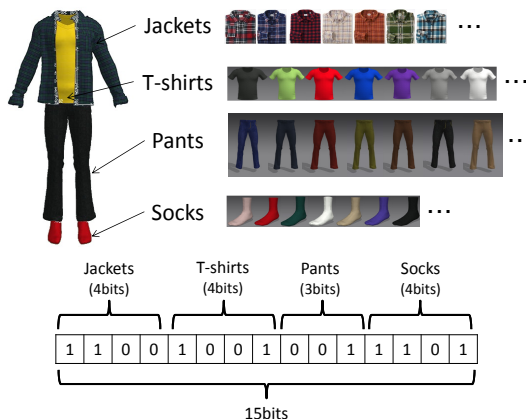 Jackets ...
T-shirts ...
Pants ...
Socks ...
Jackets T-shirts Pants Socks
(4bits) (4bits) (3bits) (4bits)
1 1 0 0 1 0 0 1 0 0 1 1 1 0 1
15bits